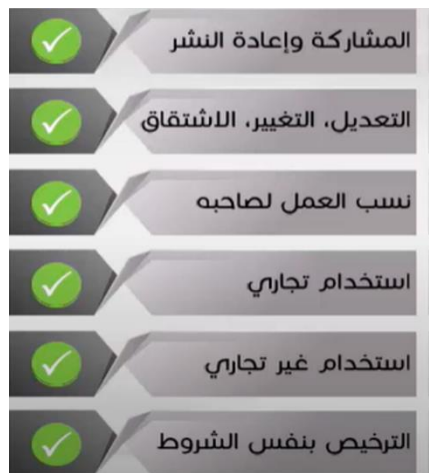 المشاركة وإعادة النشر
التعديل، التغيير، الاشتقاق
نسب العمل لصاحبه
استخدام تجاري
استخدام غير تجاري
الترخيص بنفس الشروط